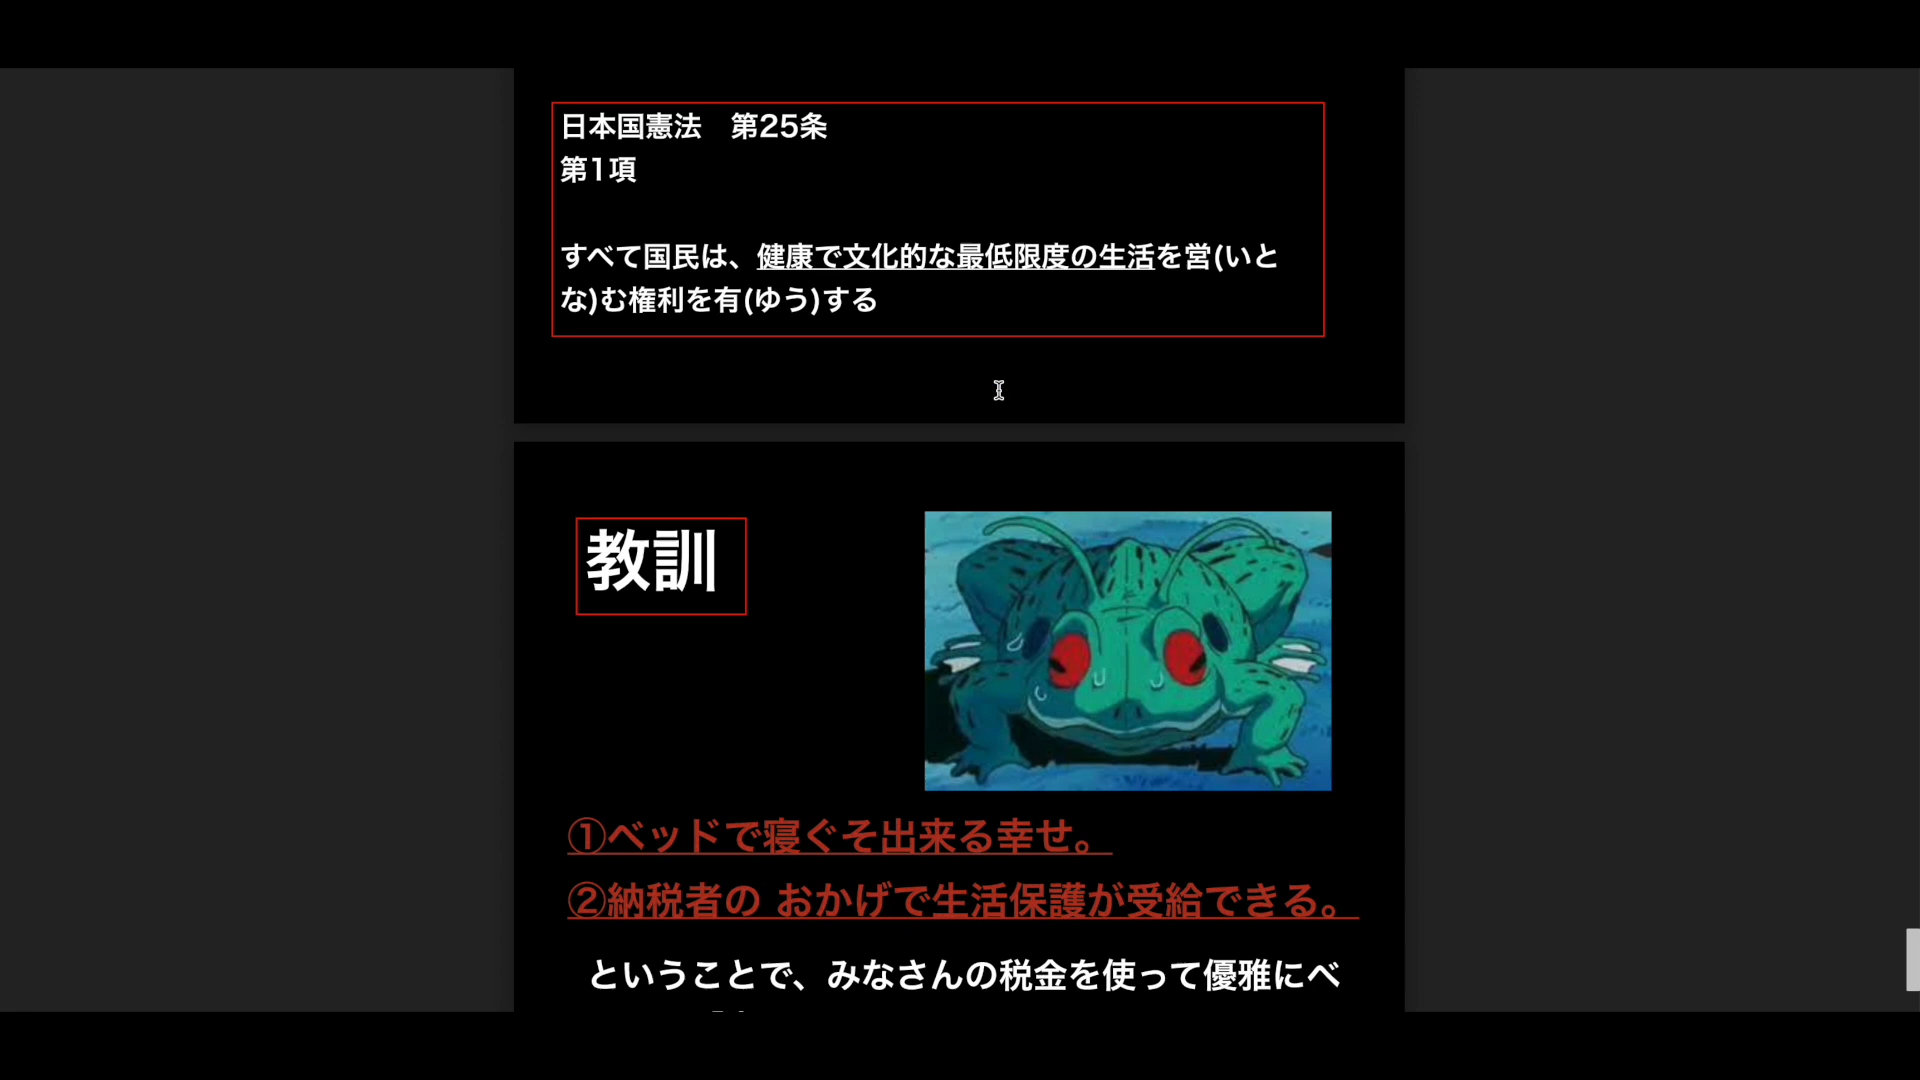 日本国憲法　第25条
第1項
すべて国民は、健康で文化的な最低限度の生活を営(いと
な)む権利を有(ゆう)する
教訓
①ベッドで寝ぐそ出来る幸せ。
②納税者の おかげで生活保護が受給できる。
ということで、みなさんの税金を使って優雅にベ